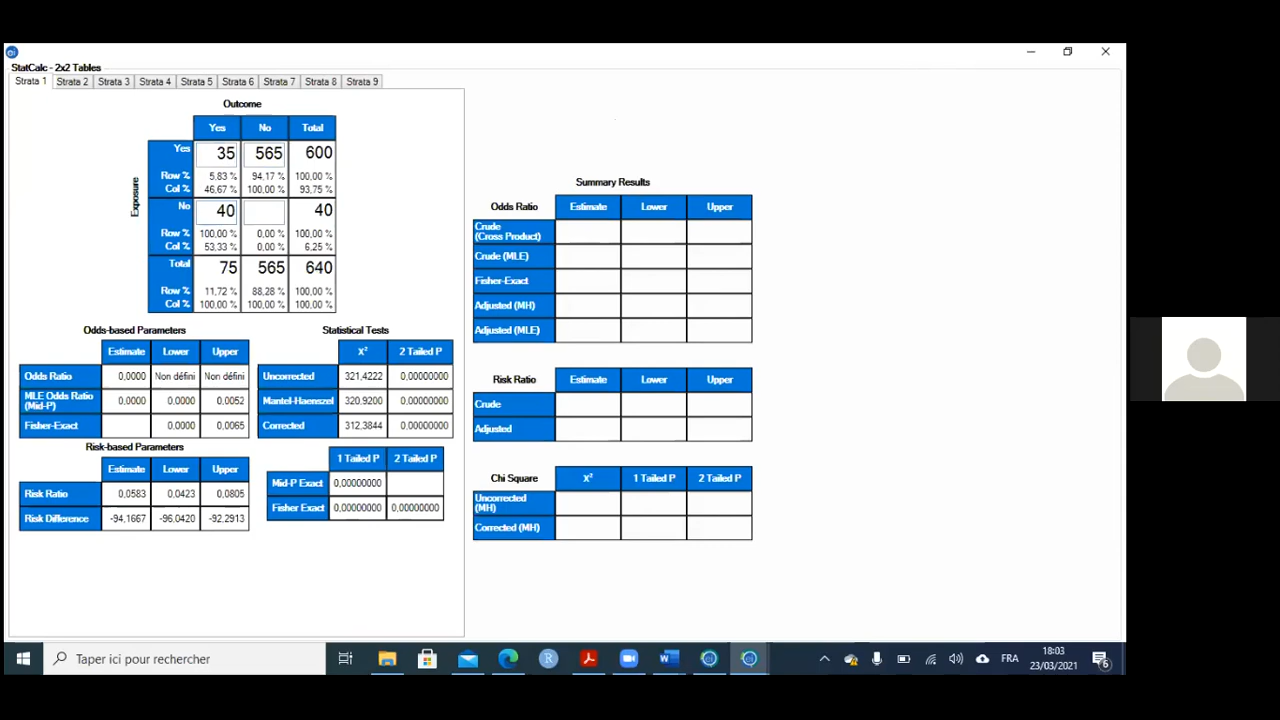 StatCalc - 2x2 Tables
Strata 1 Strata 2 Strata 3 Strata 4 Strata 5 Strata 6 Strata 7 Strata 8 Strata 9
Outcome
Yes No Total
Exposure
Yes 35 565 600
Row % 5,83 % 94,17 % 100,00 %
Col % 46,67 % 100,00 % 93,75 %
No 40 40
Row % 100,00 % 0,00 % 100,00 %
Col % 53,33 % 0,00 % 6,25 %
Total 75 565 640
Row % 11,72 % 88,28 % 100,00 %
Col % 100,00 % 100,00 % 100,00 %
Odds-based Parameters
Estimate Lower Upper
Odds Ratio 0,0000 Non défini Non défini
MLE Odds Ratio (Mid-P) 0,0000 0,0000 0,0052
Fisher-Exact 0,0000 0,0065
Statistical Tests
X² 2 Tailed P
Uncorrected 321,4222 0,00000000
Mantel-Haenszel 320,9200 0,00000000
Corrected 312,3844 0,00000000
Risk-based Parameters
Estimate Lower Upper
Risk Ratio 0,0583 0,0423 0,0805
Risk Difference -94,1667 -96,0420 -92,2913
1 Tailed P 2 Tailed P
Mid-P Exact 0,00000000
Fisher Exact 0,00000000 0,00000000
Summary Results
Odds Ratio Estimate Lower Upper
Crude
(Cross Product)
Crude (MLE)
Fisher-Exact
Adjusted (MH)
Adjusted (MLE)
Risk Ratio Estimate Lower Upper
Crude
Adjusted
Chi Square X² 1 Tailed P 2 Tailed P
Uncorrected
(MH)
Corrected (MH)
Taper ici pour rechercher
FRA
18:03
23/03/2021
6